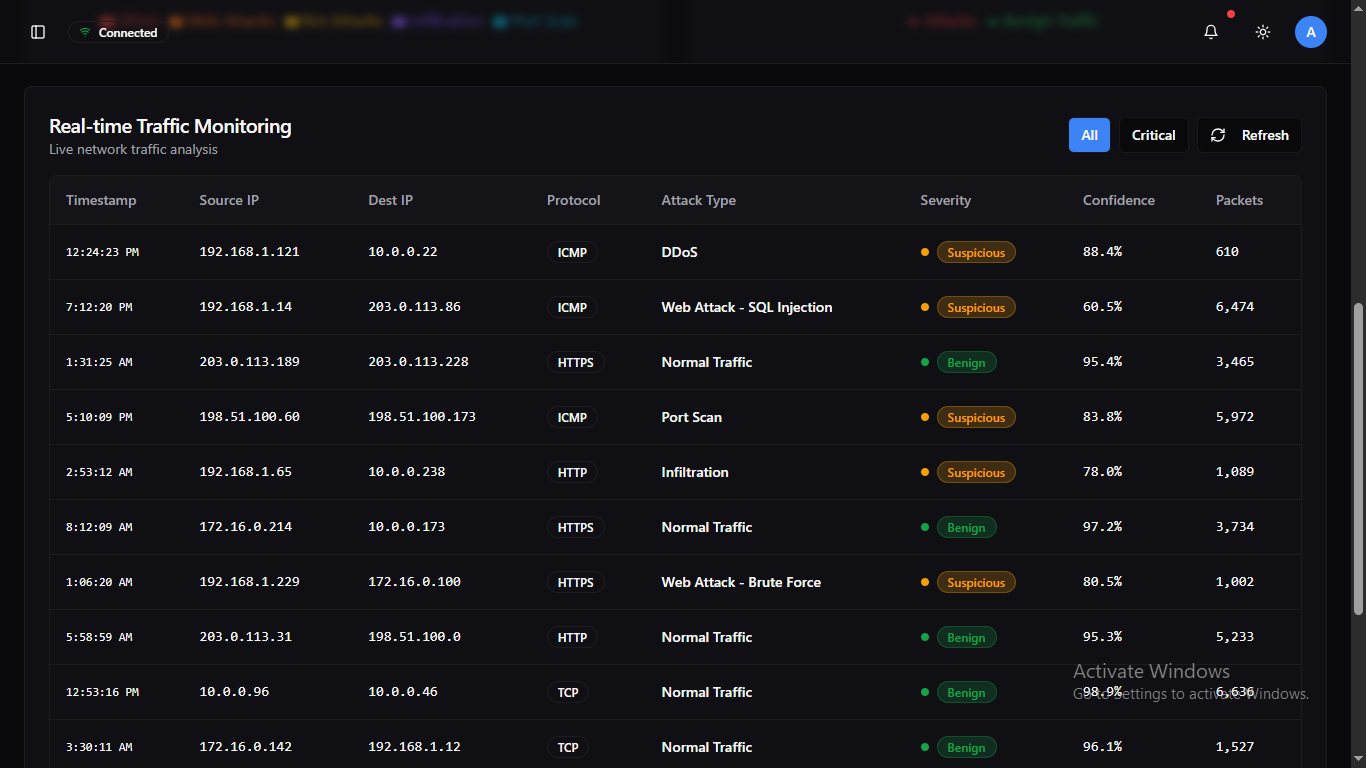 Connected
A
Real-time Traffic Monitoring
Live network traffic analysis
All Critical Refresh
Timestamp Source IP Dest IP Protocol Attack Type Severity Confidence Packets
12:24:23 PM 192.168.1.121 10.0.0.22 ICMP DDoS Suspicious 88.4% 610
7:12:20 PM 192.168.1.14 203.0.113.86 ICMP Web Attack - SQL Injection Suspicious 60.5% 6,474
1:31:25 AM 203.0.113.189 203.0.113.228 HTTPS Normal Traffic Benign 95.4% 3,465
5:10:09 PM 198.51.100.60 198.51.100.173 ICMP Port Scan Suspicious 83.8% 5,972
2:53:12 AM 192.168.1.65 10.0.0.238 HTTP Infiltration Suspicious 78.0% 1,089
8:12:09 AM 172.16.0.214 10.0.0.173 HTTPS Normal Traffic Benign 97.2% 3,734
1:06:20 AM 192.168.1.229 172.16.0.100 HTTPS Web Attack - Brute Force Suspicious 80.5% 1,002
5:58:59 AM 203.0.113.31 198.51.100.0 HTTP Normal Traffic Benign 95.3% 5,233
Activate Windows
12:53:16 PM 10.0.0.96 10.0.0.46 TCP Normal Traffic Benign 98.9% 6,636
Go to Settings to activate Windows.
3:30:11 AM 172.16.0.142 192.168.1.12 TCP Normal Traffic Benign 96.1% 1,527